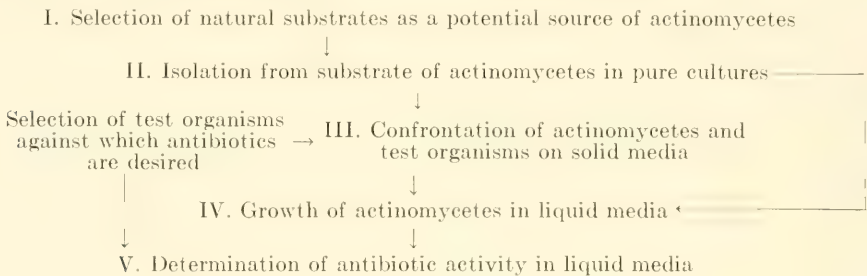 I. Selection of natural substrates as a potential source of actinomycetes
↓
II. Isolation from substrate of actinomycetes in pure cultures
↓
Selection of test organisms
against which antibiotics →
are desired
III. Confrontation of actinomycetes and
test organisms on solid media
↓
IV. Growth of actinomycetes in liquid media
↓ ↓
V. Determination of antibiotic activity in liquid media